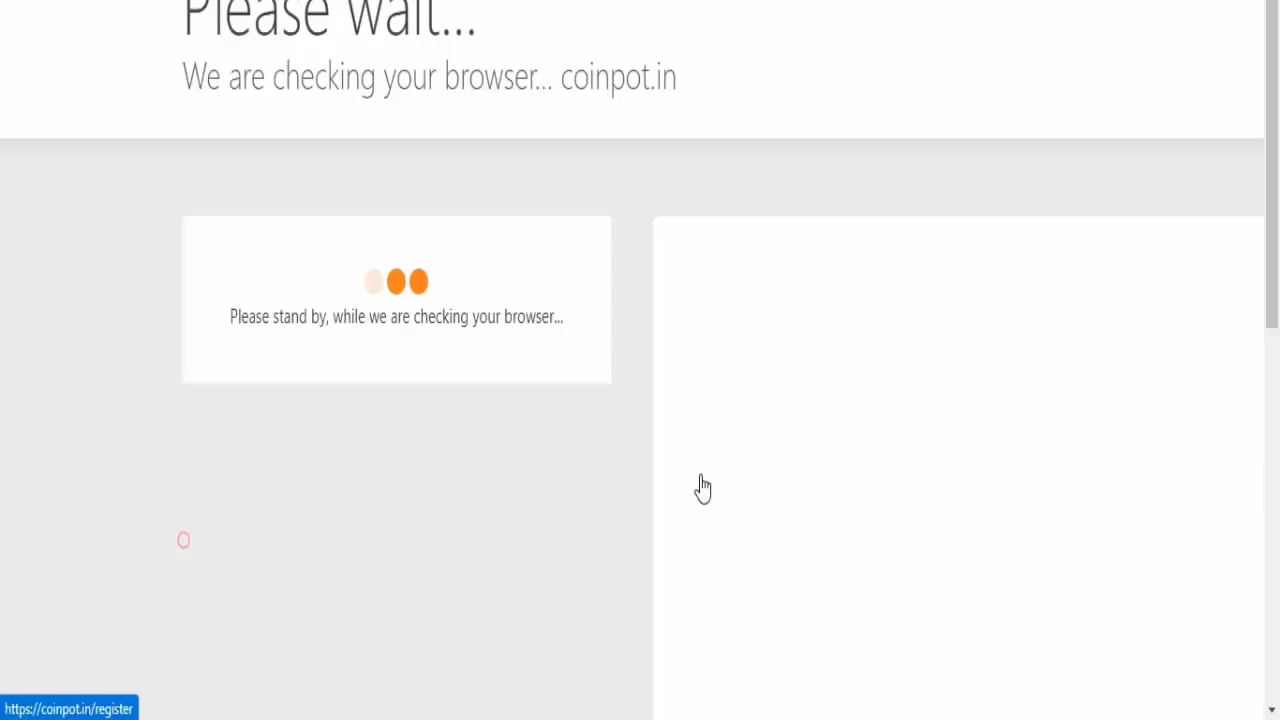 Please wait...
We are checking your browser... coinpot.in
Please stand by, while we are checking your browser...
https://coinpot.in/register